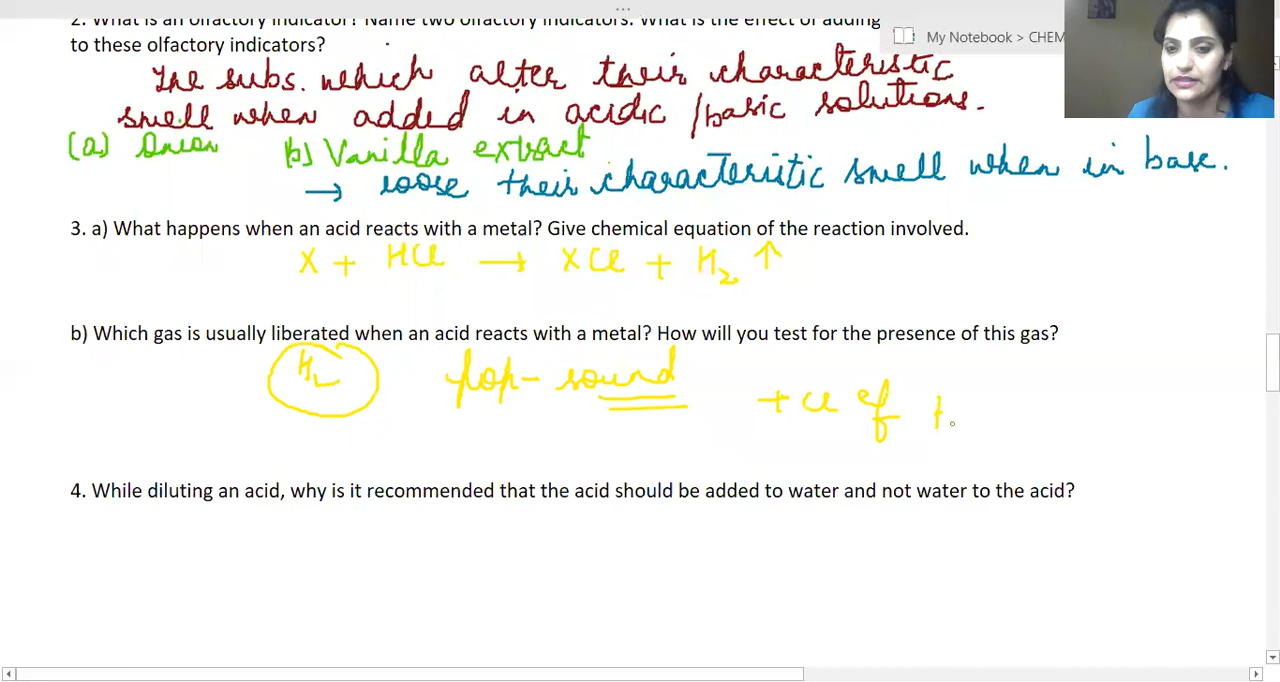 2. What is an olfactory indicator? Name two olfactory indicators. What is the effect of adding
to these olfactory indicators?
My Notebook > CHEM
The subs. which alter their characteristic
smell when added in acidic / basic solutions.
(a) Onion b) Vanilla extract
→ loose their characteristic smell when in base.
3. a) What happens when an acid reacts with a metal? Give chemical equation of the reaction involved.
X + HCl → XCl + H₂ ↑
b) Which gas is usually liberated when an acid reacts with a metal? How will you test for the presence of this gas?
H₂ pop- sound
+ce of
4. While diluting an acid, why is it recommended that the acid should be added to water and not water to the acid?